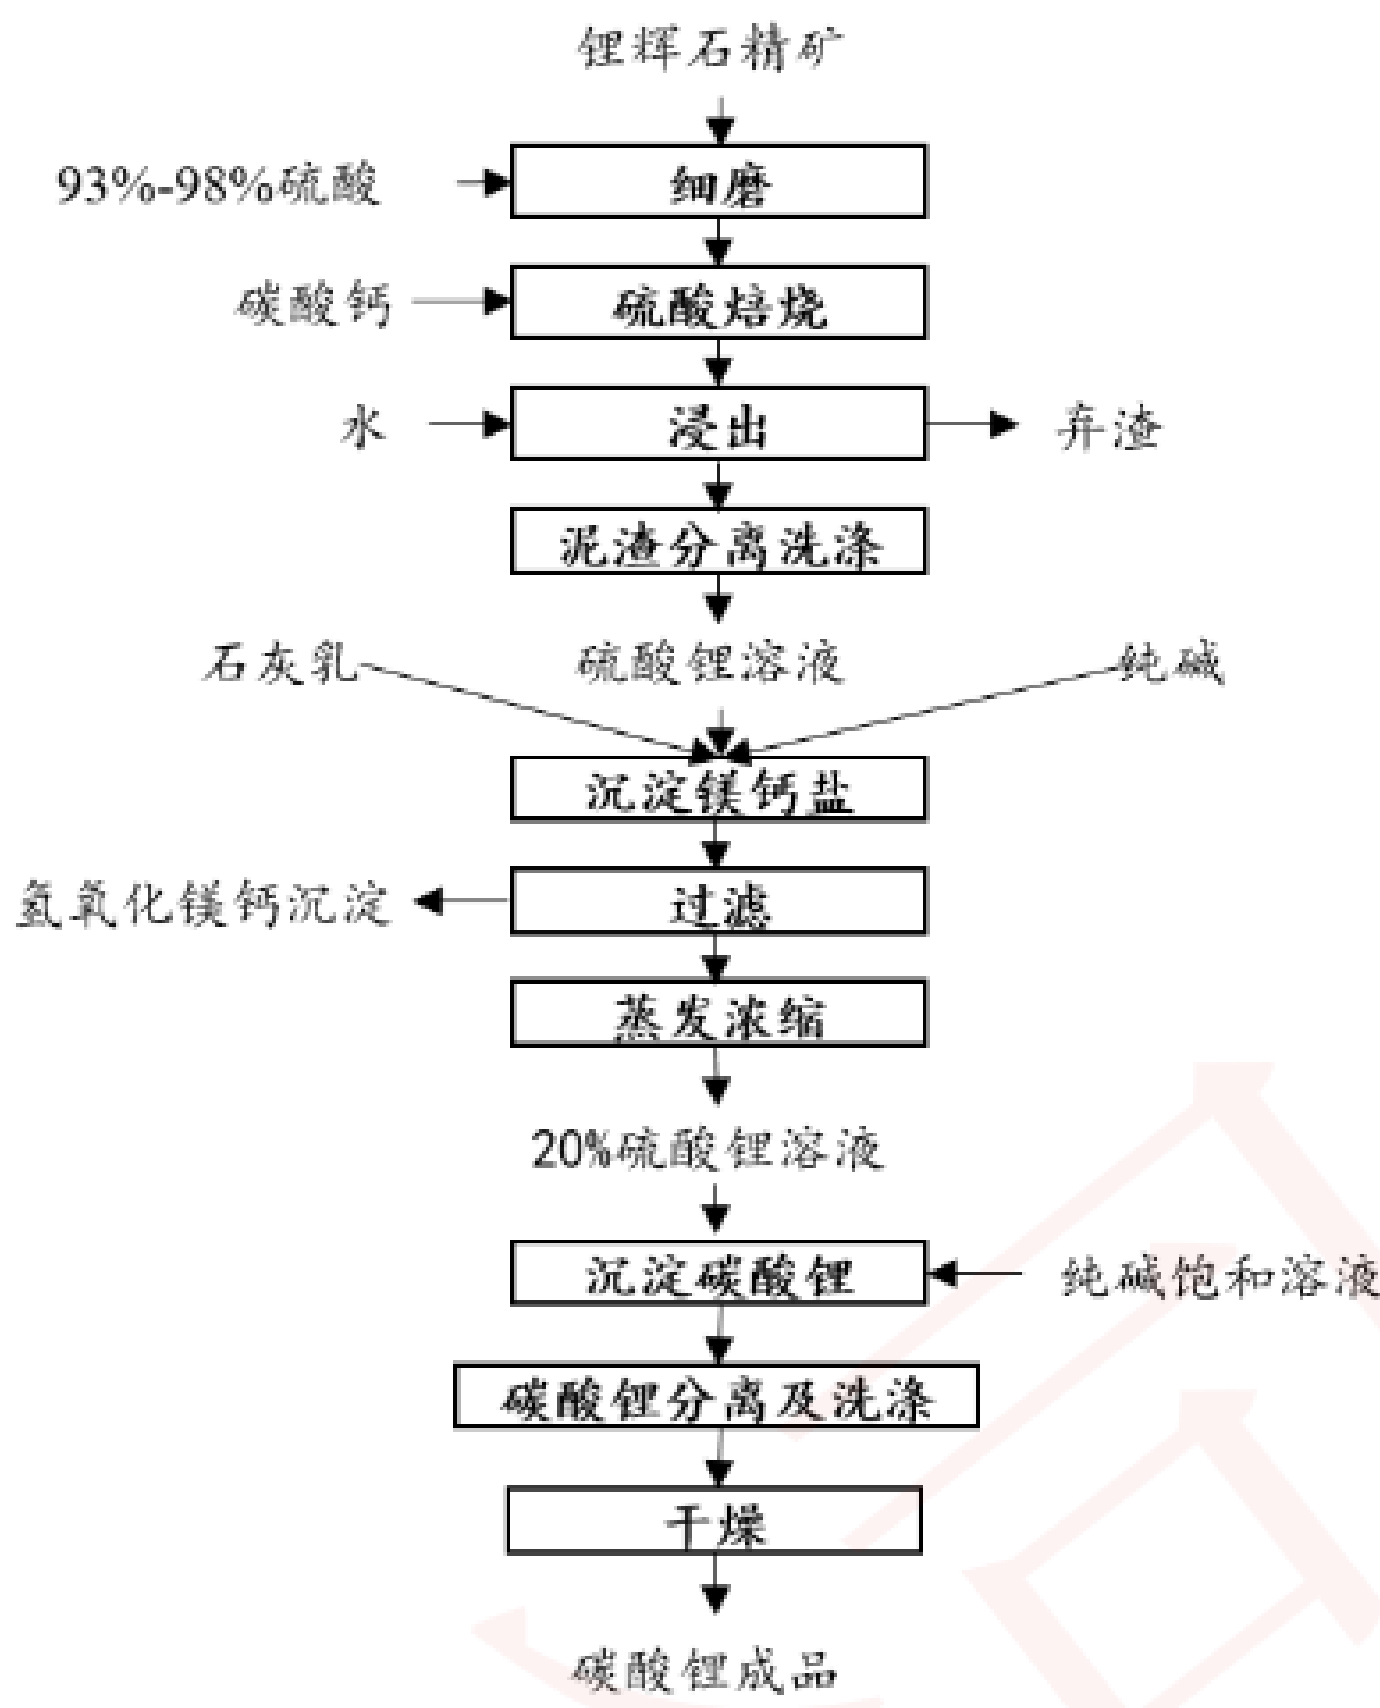 锂辉石精矿
93%-98%硫酸
细磨
碳酸钙
硫酸焙烧
水
浸出
弃渣
泥渣分离洗涤
石灰乳
硫酸锂溶液
纯碱
沉淀镁钙盐
氢氧化镁钙沉淀
过滤
蒸发浓缩
20%硫酸锂溶液
沉淀碳酸锂
纯碱饱和溶液
碳酸锂分离及洗涤
干燥
碳酸锂成品